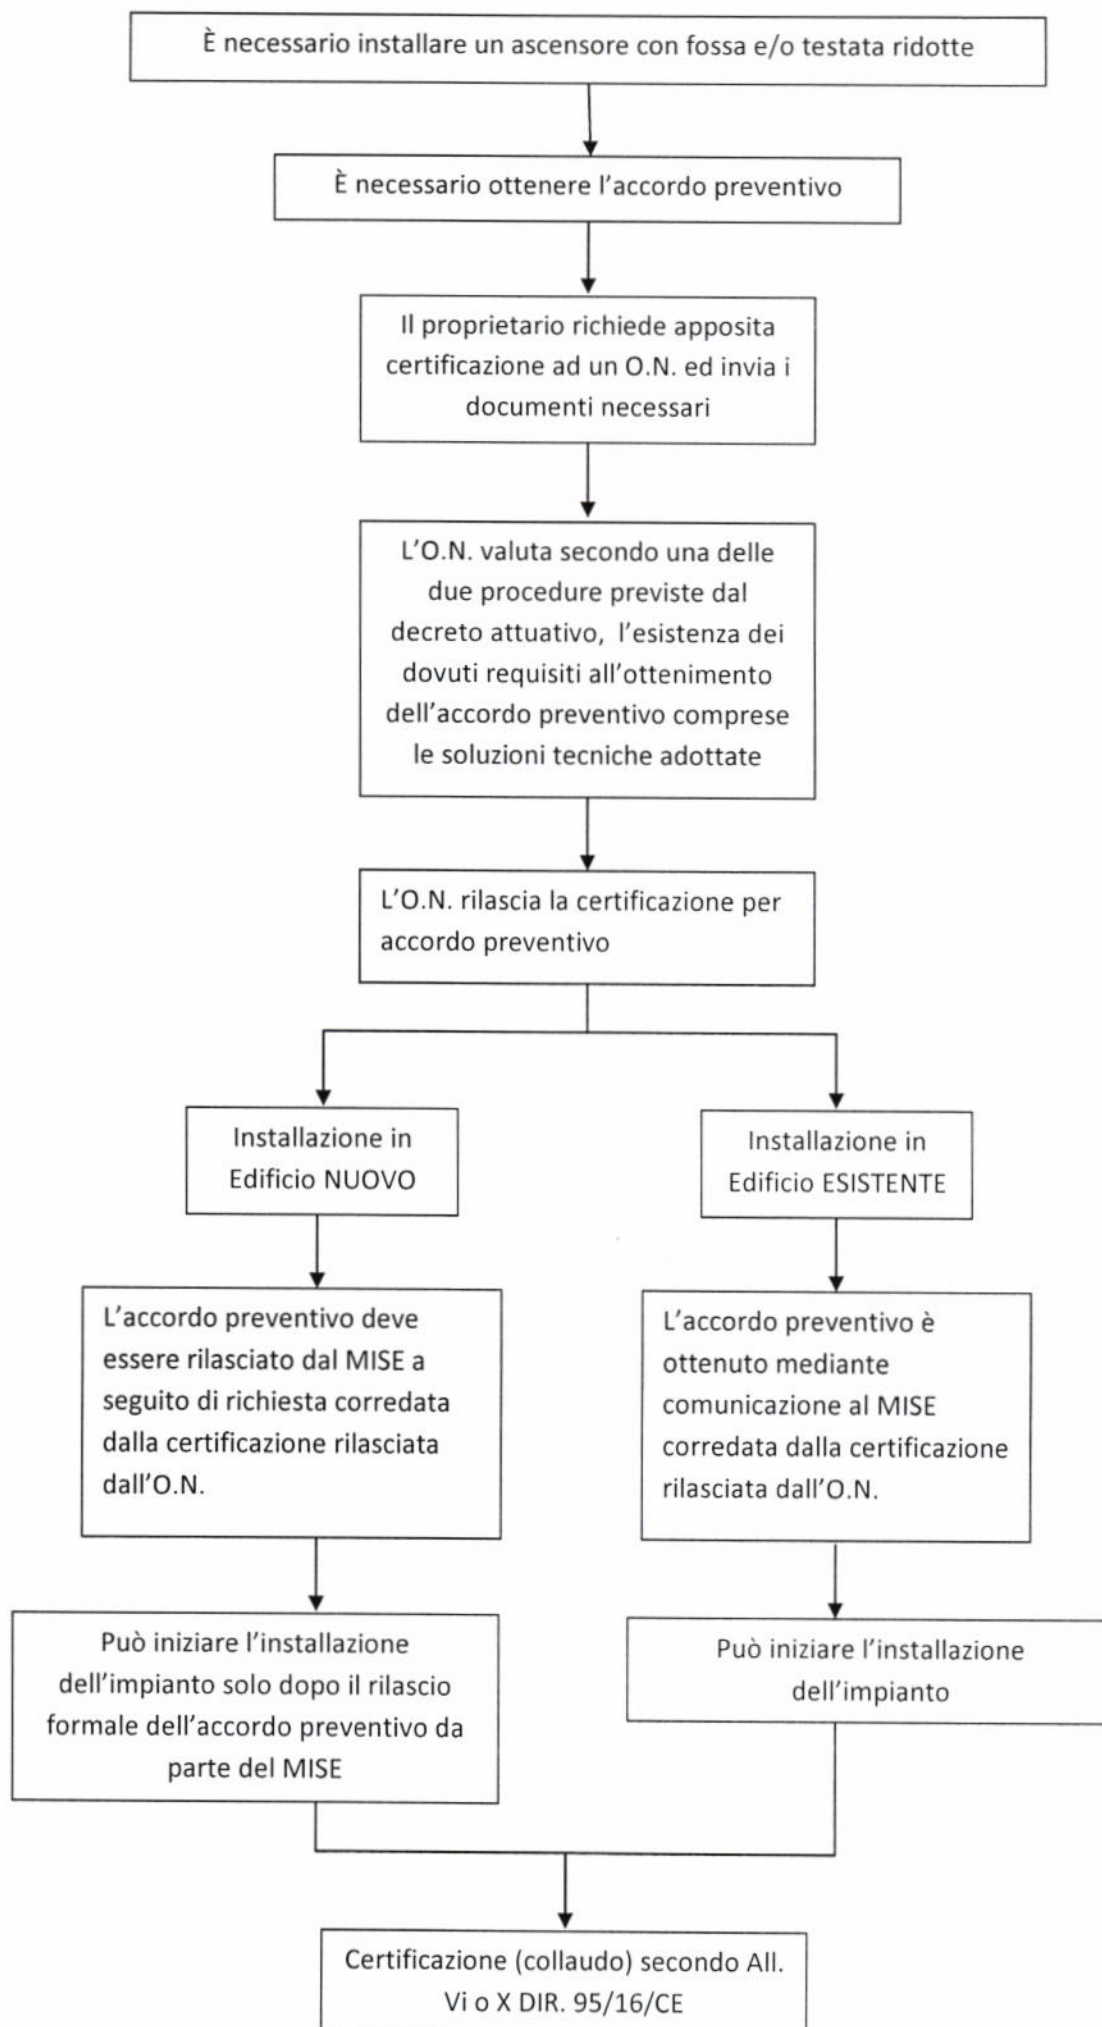 È necessario installare un ascensore con fossa e/o testata ridotte
È necessario ottenere l'accordo preventivo
Il proprietario richiede apposita
certificazione ad un O.N. ed invia i
documenti necessari
L'O.N. valuta secondo una delle
due procedure previste dal
decreto attuativo, l'esistenza dei
dovuti requisiti all'ottenimento
dell'accordo preventivo comprese
le soluzioni tecniche adottate
L'O.N. rilascia la certificazione per
accordo preventivo
Installazione in
Edificio NUOVO
Installazione in
Edificio ESISTENTE
L'accordo preventivo deve
essere rilasciato dal MISE a
seguito di richiesta corredata
dalla certificazione rilasciata
dall'O.N.
L'accordo preventivo è
ottenuto mediante
comunicazione al MISE
corredata dalla certificazione
rilasciata dall'O.N.
Può iniziare l'installazione
dell'impianto solo dopo il rilascio
formale dell'accordo preventivo da
parte del MISE
Può iniziare l'installazione
dell'impianto
Certificazione (collaudo) secondo All.
Vi o X DIR. 95/16/CE